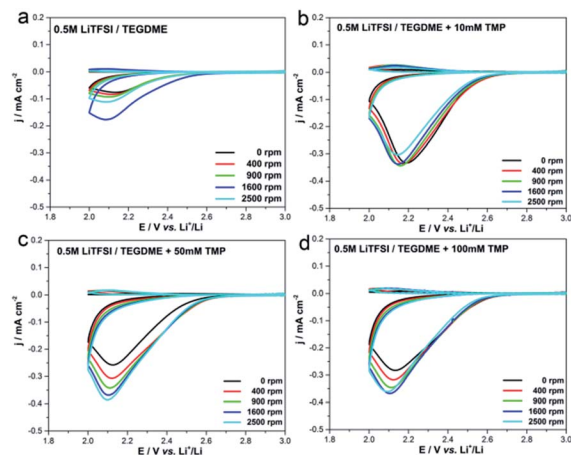 a
0.5M LiTFSI / TEGDME
j / mA cm⁻²
0.2
0.1
0.0
-0.1
-0.2
-0.3
-0.4
-0.5
0 rpm
400 rpm
900 rpm
1600 rpm
2500 rpm
2.0 2.2 2.4 2.6 2.8 3.0
E / V vs. Li⁺/Li
b
0.5M LiTFSI / TEGDME + 10mM TMP
j / mA cm⁻²
0.2
0.1
0.0
-0.1
-0.2
-0.3
-0.4
-0.5
0 rpm
400 rpm
900 rpm
1600 rpm
2500 rpm
2.0 2.2 2.4 2.6 2.8 3.0
E / V vs. Li⁺/Li
c
0.5M LiTFSI / TEGDME + 50mM TMP
j / mA cm⁻²
0.2
0.1
0.0
-0.1
-0.2
-0.3
-0.4
-0.5
0 rpm
400 rpm
900 rpm
1600 rpm
2500 rpm
2.0 2.2 2.4 2.6 2.8 3.0
E / V vs. Li⁺/Li
d
0.5M LiTFSI / TEGDME + 100mM TMP
j / mA cm⁻²
0.2
0.1
0.0
-0.1
-0.2
-0.3
-0.4
-0.5
0 rpm
400 rpm
900 rpm
1600 rpm
2500 rpm
2.0 2.2 2.4 2.6 2.8 3.0
E / V vs. Li⁺/Li